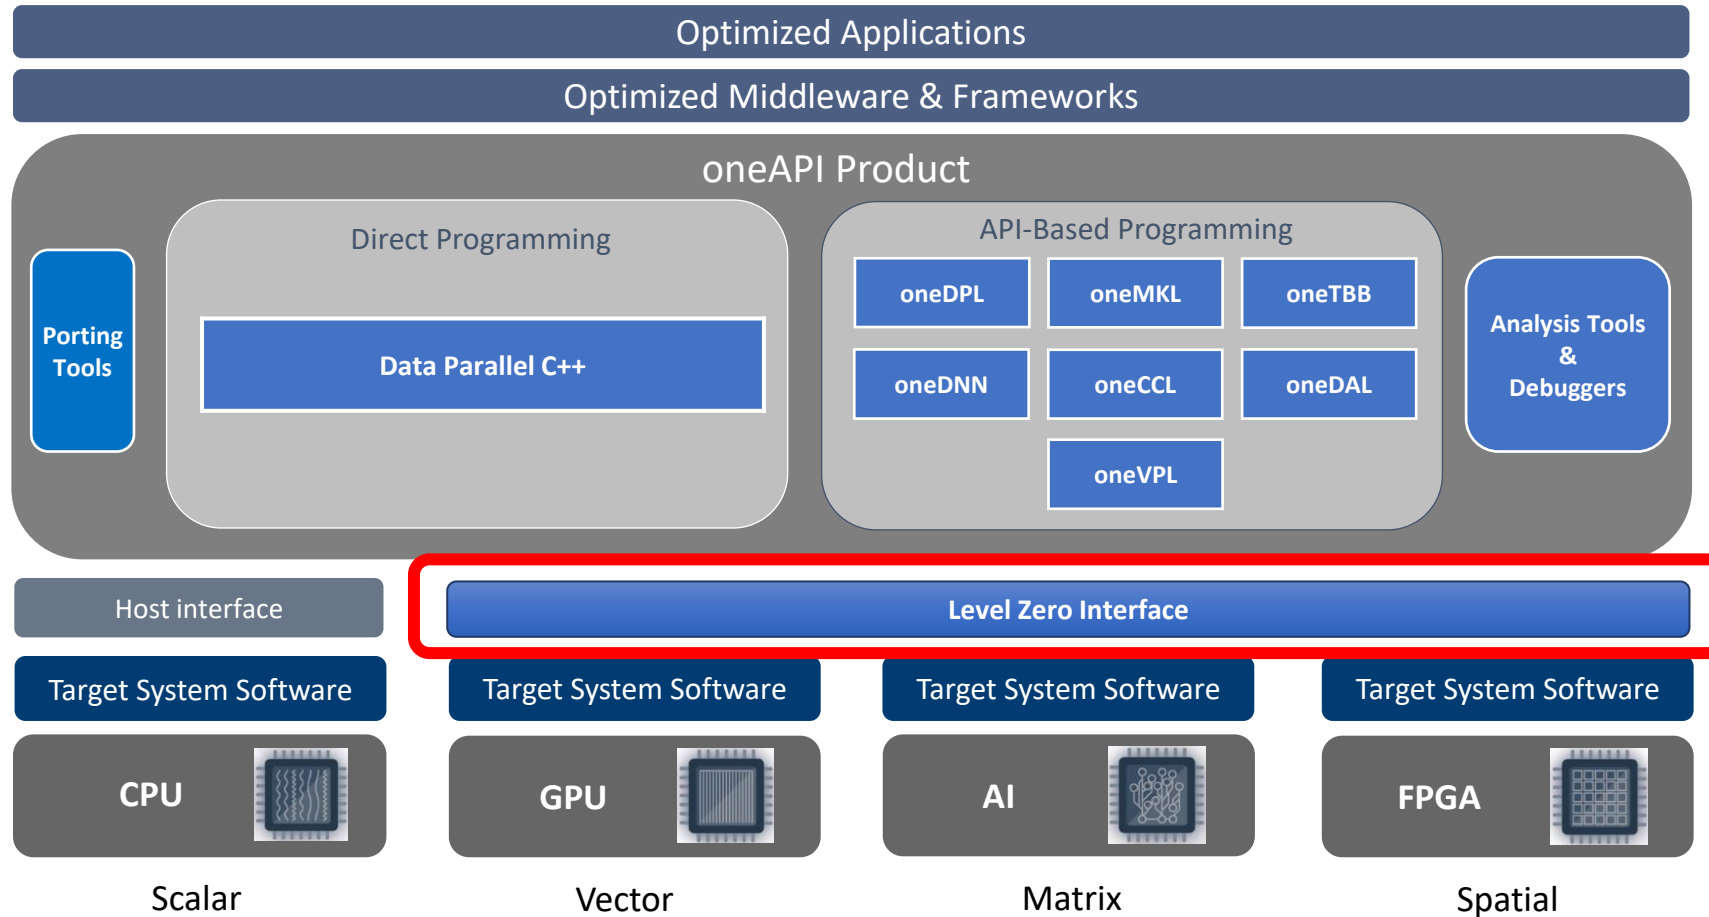 Optimized Applications
Optimized Middleware & Frameworks
oneAPI Product
Direct Programming
API-Based Programming
Porting
Tools
Data Parallel C++
oneDPL
oneMKL
oneTBB
oneDNN
oneCCL
oneDAL
oneVPL
Analysis Tools
&
Debuggers
Host interface
Level Zero Interface
Target System Software
Target System Software
Target System Software
Target System Software
CPU
GPU
AI
FPGA
Scalar
Vector
Matrix
Spatial